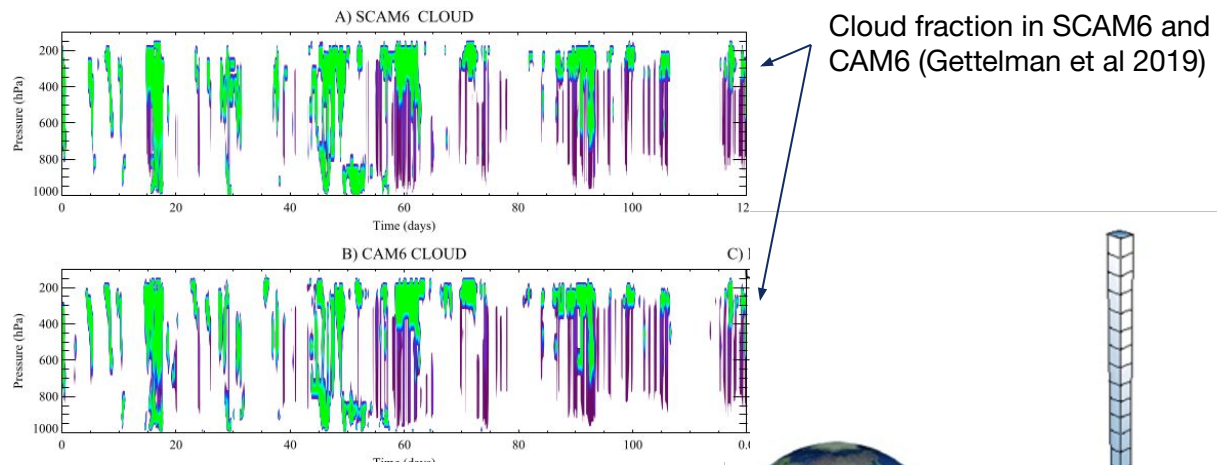 A) SCAM6 CLOUD
Cloud fraction in SCAM6 and
CAM6 (Gettelman et al 2019)
Pressure (hPa)
200
400
600
800
1000
0
20
40
60
80
100
12
Time (days)
B) CAM6 CLOUD
C)
Pressure (hPa)
200
400
600
800
1000
0
20
40
60
80
100
0.
Time (days)